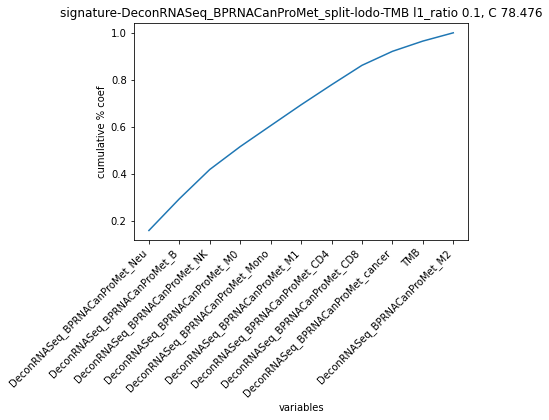 signature-DeconRNASeq_BPRNACanProMet_split-lodo-TMB l1_ratio 0.1, C 78.476
cumulative % coef
1.0
0.8
0.6
0.4
0.2
DeconRNASeq_BPRNACanProMet_Neu
DeconRNASeq_BPRNACanProMet_B
DeconRNASeq_BPRNACanProMet_NK
DeconRNASeq_BPRNACanProMet_M0
DeconRNASeq_BPRNACanProMet_Mono
DeconRNASeq_BPRNACanProMet_M1
DeconRNASeq_BPRNACanProMet_CD4
DeconRNASeq_BPRNACanProMet_CD8
DeconRNASeq_BPRNACanProMet_cancer
TMB
DeconRNASeq_BPRNACanProMet_M2
variables